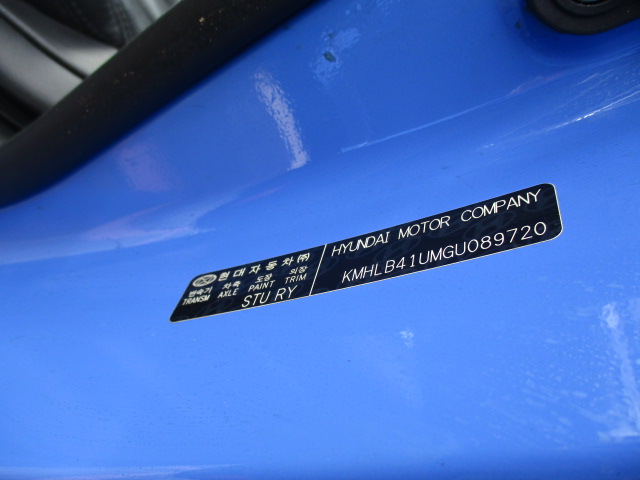 현대자동차(주)
변속기 차축 도장 외장
TRANSM AXLE PAINT TRIM
STU RY
HYUNDAI MOTOR COMPANY
KMHLB41UMGU089720